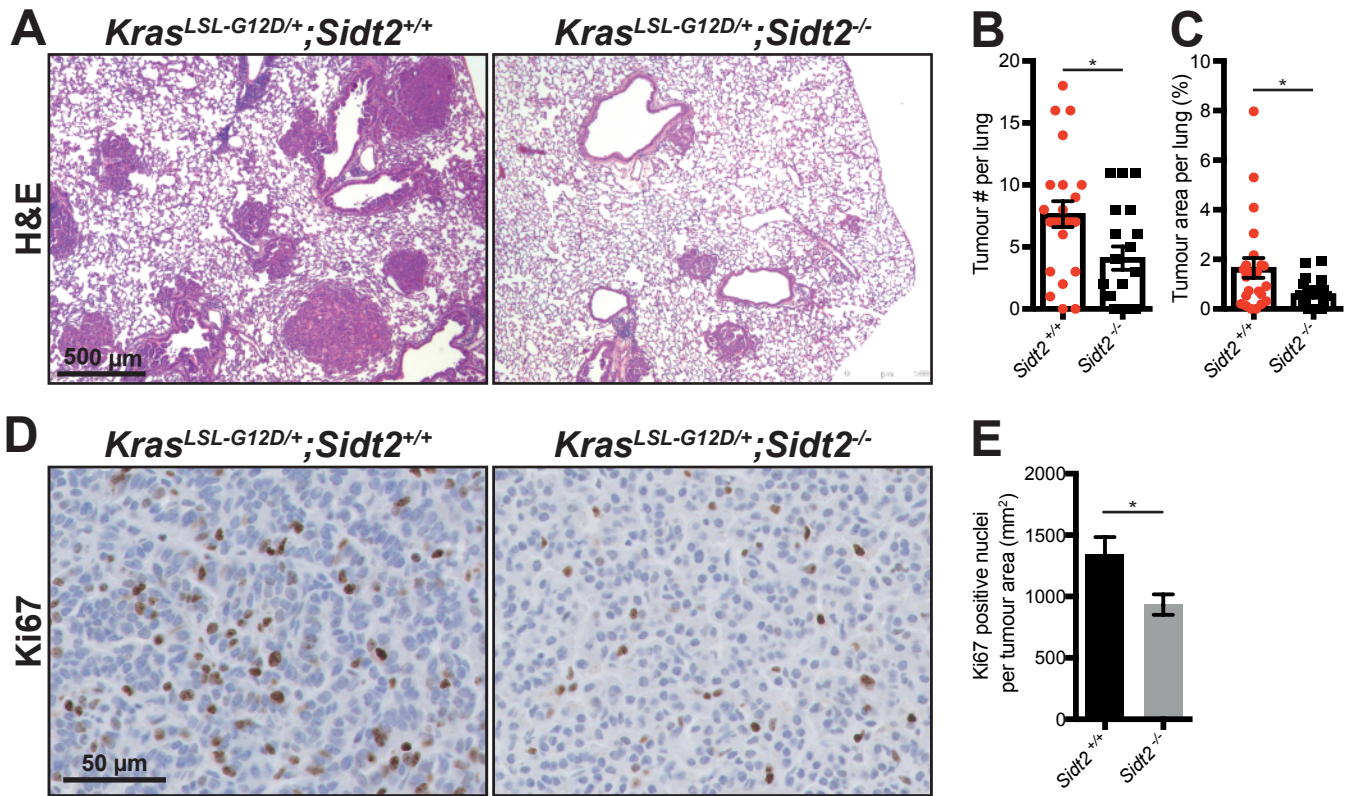 A
Kras^LSL-G12D/+;Sidt2^+/+
Kras^LSL-G12D/+;Sidt2^-/-
H&E
500 µm
B
Tumour # per lung
20
15
10
5
0
*
Sidt2^+/+
Sidt2^-/-
C
Tumour area per lung (%)
10
8
6
4
2
0
*
Sidt2^+/+
Sidt2^-/-
D
Kras^LSL-G12D/+;Sidt2^+/+
Kras^LSL-G12D/+;Sidt2^-/-
Ki67
50 µm
E
Ki67 positive nuclei
per tumour area (mm²)
2000
1500
1000
500
0
*
Sidt2^+/+
Sidt2^-/-